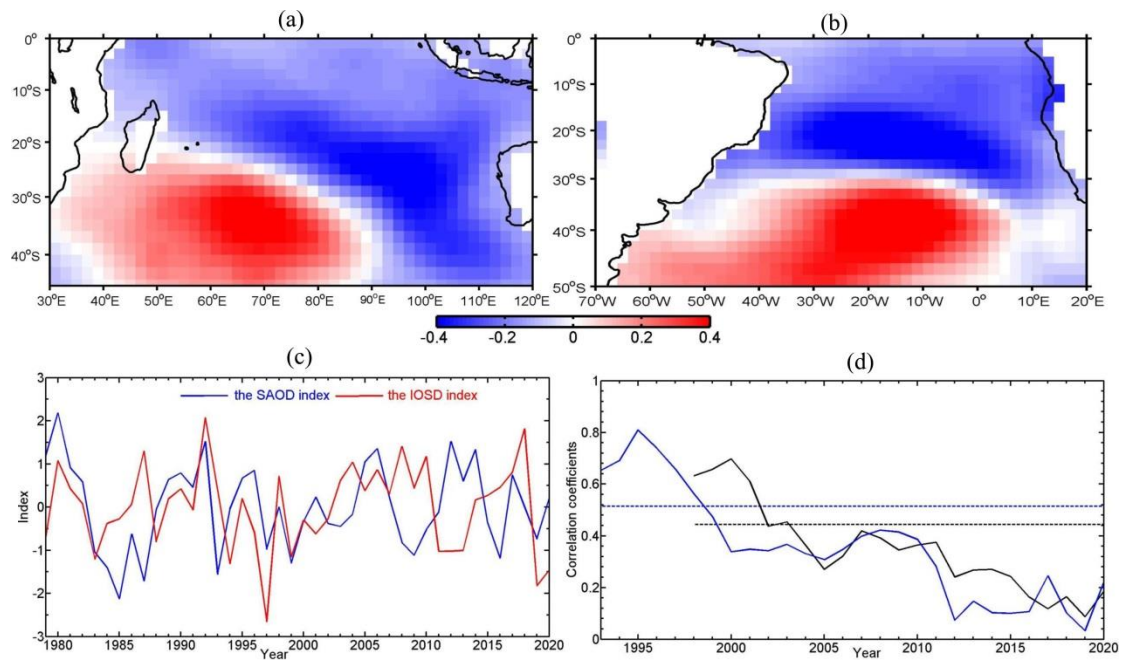 (a)
(b)
0°
10°S
20°S
30°S
40°S
30°E 40°E 50°E 60°E 70°E 80°E 90°E 100°E 110°E 120°E
0°
10°S
20°S
30°S
40°S
50°S
70°W 60°W 50°W 40°W 30°W 20°W 10°W 0° 10°E 20°E
-0.4 -0.2 0 0.2 0.4
(c)
(d)
3
2
1
0
-1
-2
-3
Index
the SAOD index the IOSD index
1980 1985 1990 1995 2000 2005 2010 2015 2020
Year
1
0.8
0.6
0.4
0.2
0
Correlation coefficients
1995 2000 2005 2010 2015 2020
Year